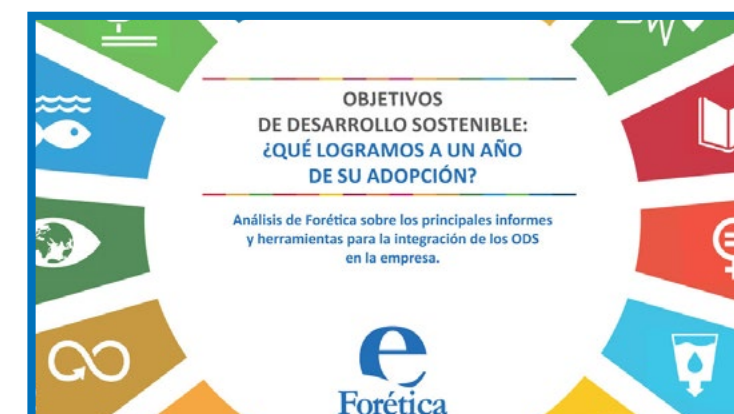 OBJETIVOS
DE DESARROLLO SOSTENIBLE:
¿QUÉ LOGRAMOS A UN AÑO
DE SU ADOPCIÓN?
Análisis de Forética sobre los principales informes
y herramientas para la integración de los ODS
en la empresa.
e
Forética